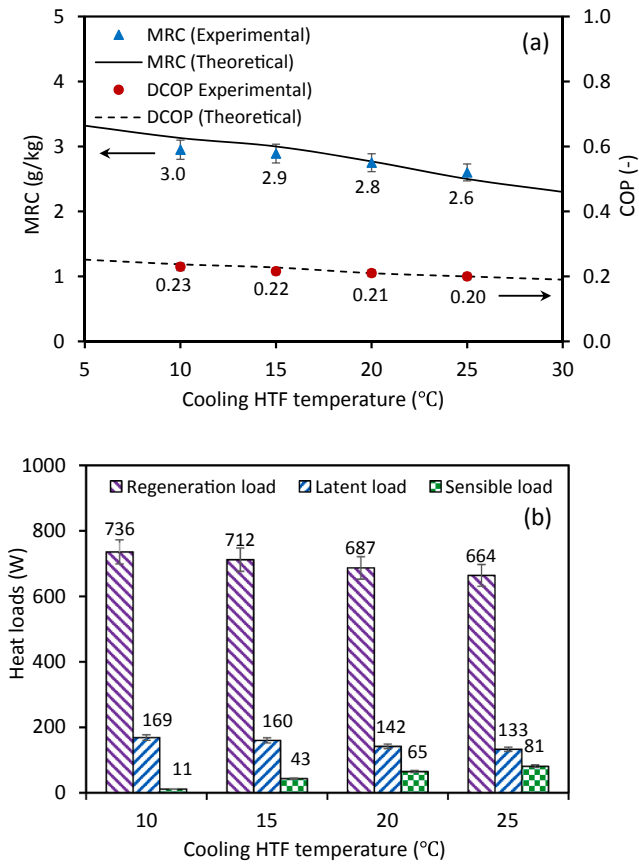 (a)
MRC (Experimental)
MRC (Theoretical)
DCOP Experimental)
DCOP (Theoretical)
5
4
3
2
1
0
MRC (g/kg)
1.0
0.8
0.6
0.4
0.2
0.0
COP (-)
3.0 2.9 2.8 2.6
0.23 0.22 0.21 0.20
5 10 15 20 25 30
Cooling HTF temperature (℃)
1000
800
600
400
200
0
Heat loads (W)
Regeneration load Latent load Sensible load
(b)
736 169 11
712 160 43
687 142 65
664 133 81
10 15 20 25
Cooling HTF temperature (℃)